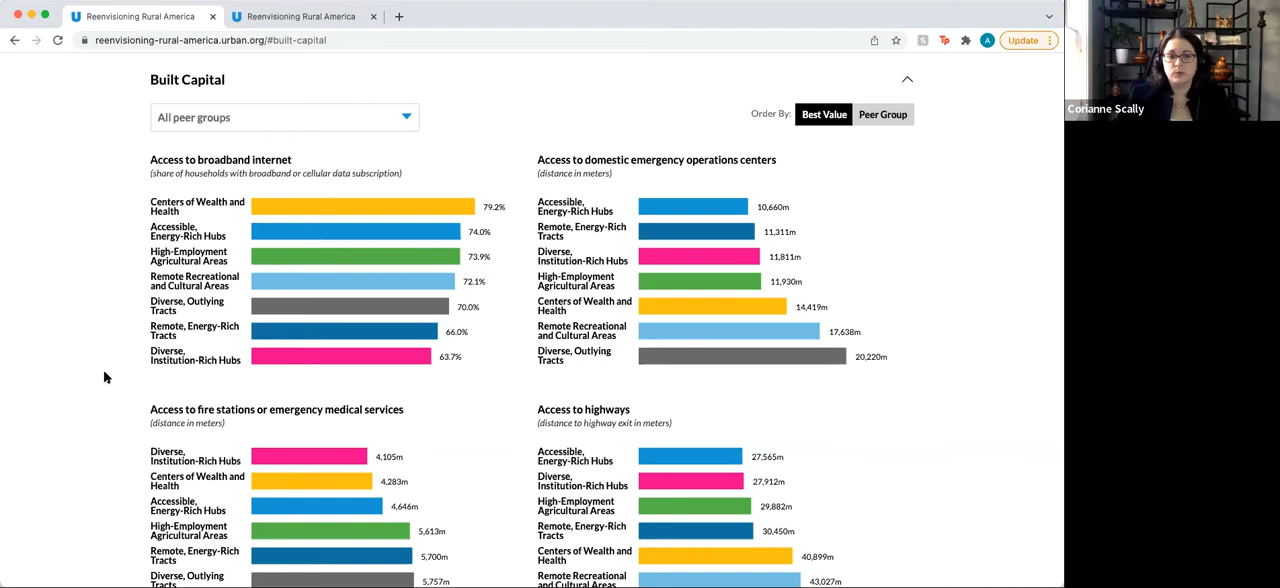 Reenvisioning Rural America
Reenvisioning Rural America
reenvisioning-rural-america.urban.org/#built-capital
Tp
A
Update
Corianne Scally
Built Capital
All peer groups
Order By:
Best Value
Peer Group
Access to broadband internet
(share of households with broadband or cellular data subscription)
Centers of Wealth and
Health
79.2%
Accessible,
Energy-Rich Hubs
74.0%
High-Employment
Agricultural Areas
73.9%
Remote Recreational
and Cultural Areas
72.1%
Diverse, Outlying
Tracts
70.0%
Remote, Energy-Rich
Tracts
66.0%
Diverse,
Institution-Rich Hubs
63.7%
Access to domestic emergency operations centers
(distance in meters)
Accessible,
Energy-Rich Hubs
10,660m
Remote, Energy-Rich
Tracts
11,311m
Diverse,
Institution-Rich Hubs
11,811m
High-Employment
Agricultural Areas
11,930m
Centers of Wealth and
Health
14,419m
Remote Recreational
and Cultural Areas
17,638m
Diverse, Outlying
Tracts
20,220m
Access to fire stations or emergency medical services
(distance in meters)
Diverse,
Institution-Rich Hubs
4,105m
Centers of Wealth and
Health
4,283m
Accessible,
Energy-Rich Hubs
4,646m
High-Employment
Agricultural Areas
5,613m
Remote, Energy-Rich
Tracts
5,700m
Diverse, Outlying
Tracts
5,757m
Access to highways
(distance to highway exit in meters)
Accessible,
Energy-Rich Hubs
27,565m
Diverse,
Institution-Rich Hubs
27,912m
High-Employment
Agricultural Areas
29,882m
Remote, Energy-Rich
Tracts
30,450m
Centers of Wealth and
Health
40,899m
Remote Recreational
and Cultural Areas
43,027m